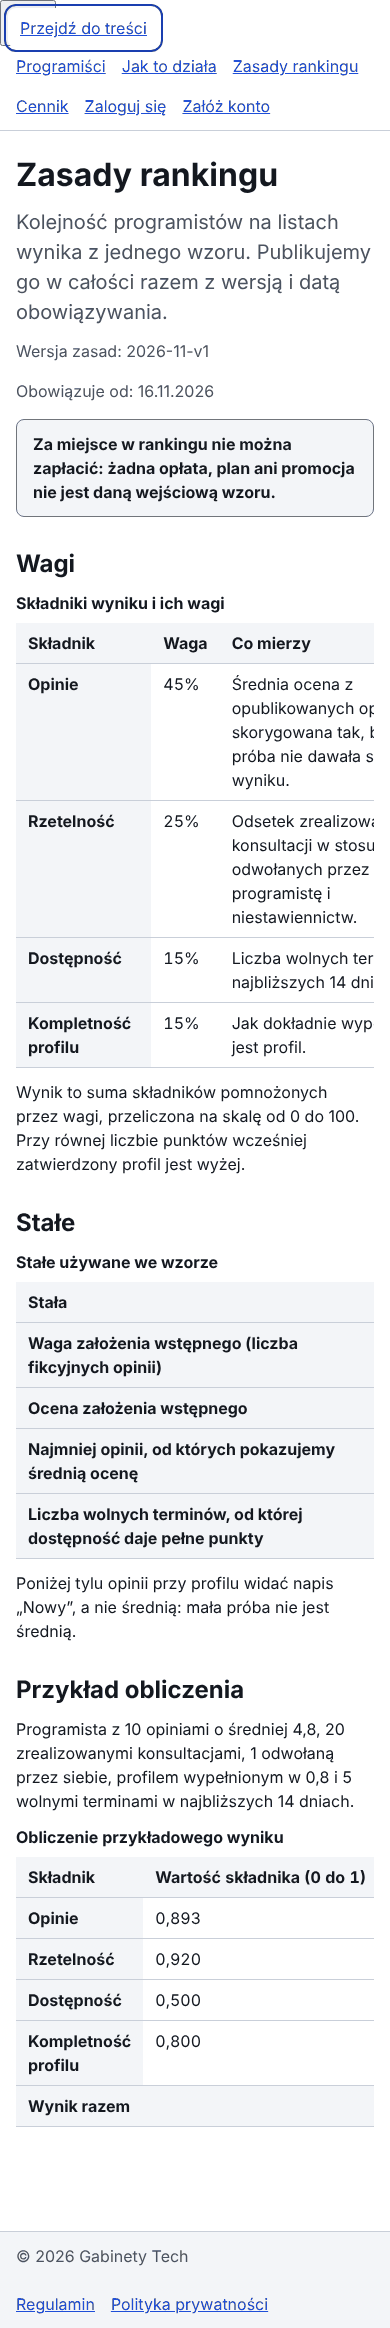 Przejdź do treści
Programiści Jak to działa Zasady rankingu
Cennik Zaloguj się Załóż konto
Zasady rankingu
Kolejność programistów na listach
wynika z jednego wzoru. Publikujemy
go w całości razem z wersją i datą
obowiązywania.
Wersja zasad: 2026-11-v1
Obowiązuje od: 16.11.2026
Za miejsce w rankingu nie można
zapłacić: żadna opłata, plan ani promocja
nie jest daną wejściową wzoru.
Wagi
Składniki wyniku i ich wagi
Składnik Waga Co mierzy
Opinie 45% Średnia ocena z
opublikowanych
skorygowana tak,
próba nie dawała
wyniku.
Rzetelność 25% Odsetek
konsultacji w
odwołanych przez
programistę i
niestawiennictw.
Dostępność 15% Liczba wolnych
najbliższych 14
Kompletność 15% Jak dokładnie
profilu jest profil.
Wynik to suma składników pomnożonych
przez wagi, przeliczona na skalę od 0 do 100.
Przy równej liczbie punktów wcześniej
zatwierdzony profil jest wyżej.
Stałe
Stałe używane we wzorze
Stała
Waga założenia wstępnego (liczba
fikcyjnych opinii)
Ocena założenia wstępnego
Najmniej opinii, od których pokazujemy
średnią ocenę
Liczba wolnych terminów, od której
dostępność daje pełne punkty
Poniżej tylu opinii przy profilu widać napis
„Nowy”, a nie średnią: mała próba nie jest
średnią.
Przykład obliczenia
Programista z 10 opiniami o średniej 4,8, 20
zrealizowanymi konsultacjami, 1 odwołaną
przez siebie, profilem wypełnionym w 0,8 i 5
wolnymi terminami w najbliższych 14 dniach.
Obliczenie przykładowego wyniku
Składnik Wartość składnika (0 do 1)
Opinie 0,893
Rzetelność 0,920
Dostępność 0,500
Kompletność 0,800
profilu
Wynik razem
© 2026 Gabinety Tech
Regulamin Polityka prywatności